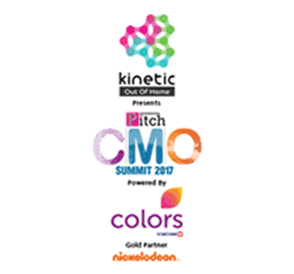 kinetic
Out Of Home
Presents
Pitch
CMO
SUMMIT 2017
Powered By
colors
Gold Partner
nickelodeon